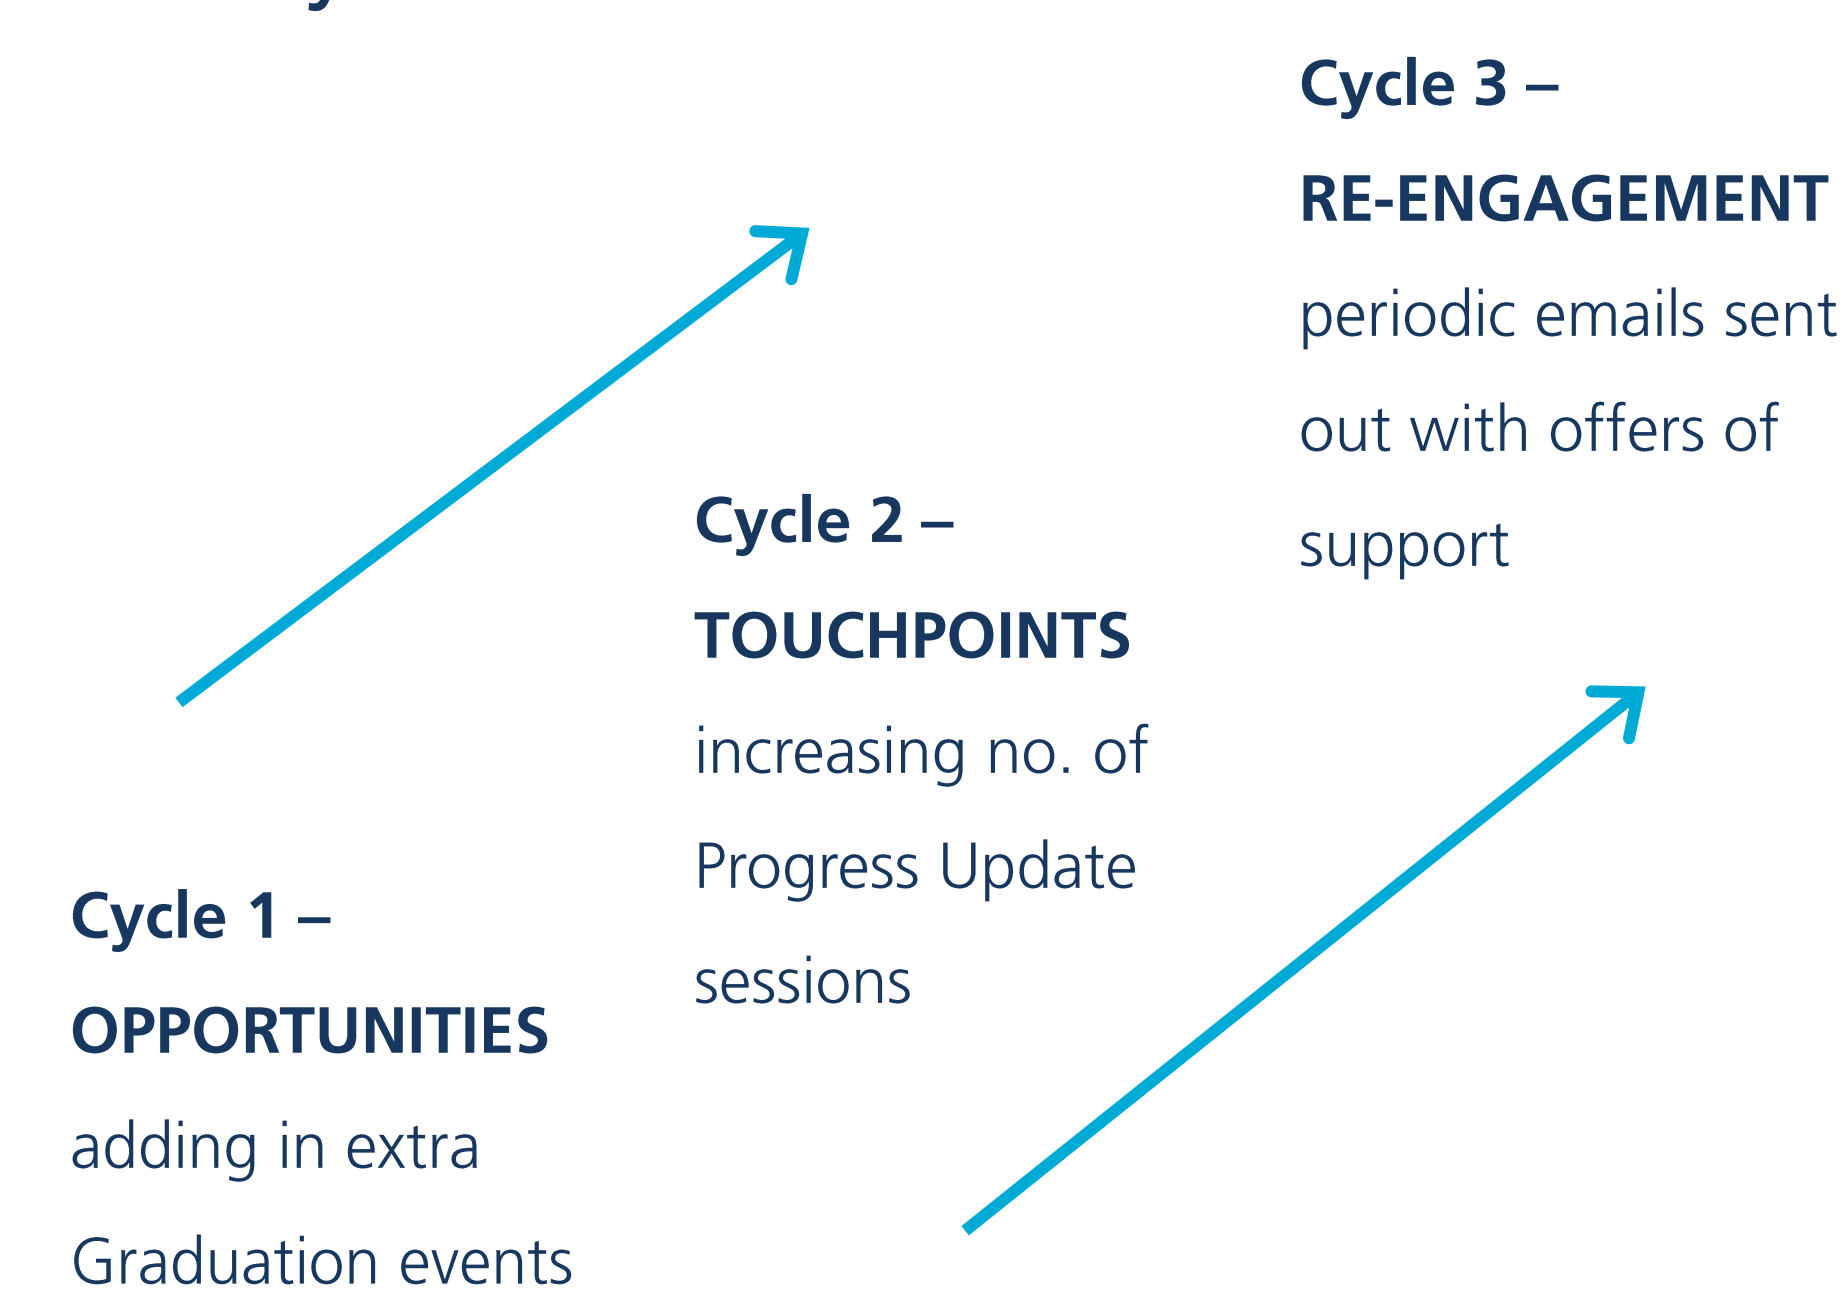 Cycle 1 –
OPPORTUNITIES
adding in extra
Graduation events
Cycle 2 –
TOUCHPOINTS
increasing no. of
Progress Update
sessions
Cycle 3 –
RE-ENGAGEMENT
periodic emails sent
out with offers of
support